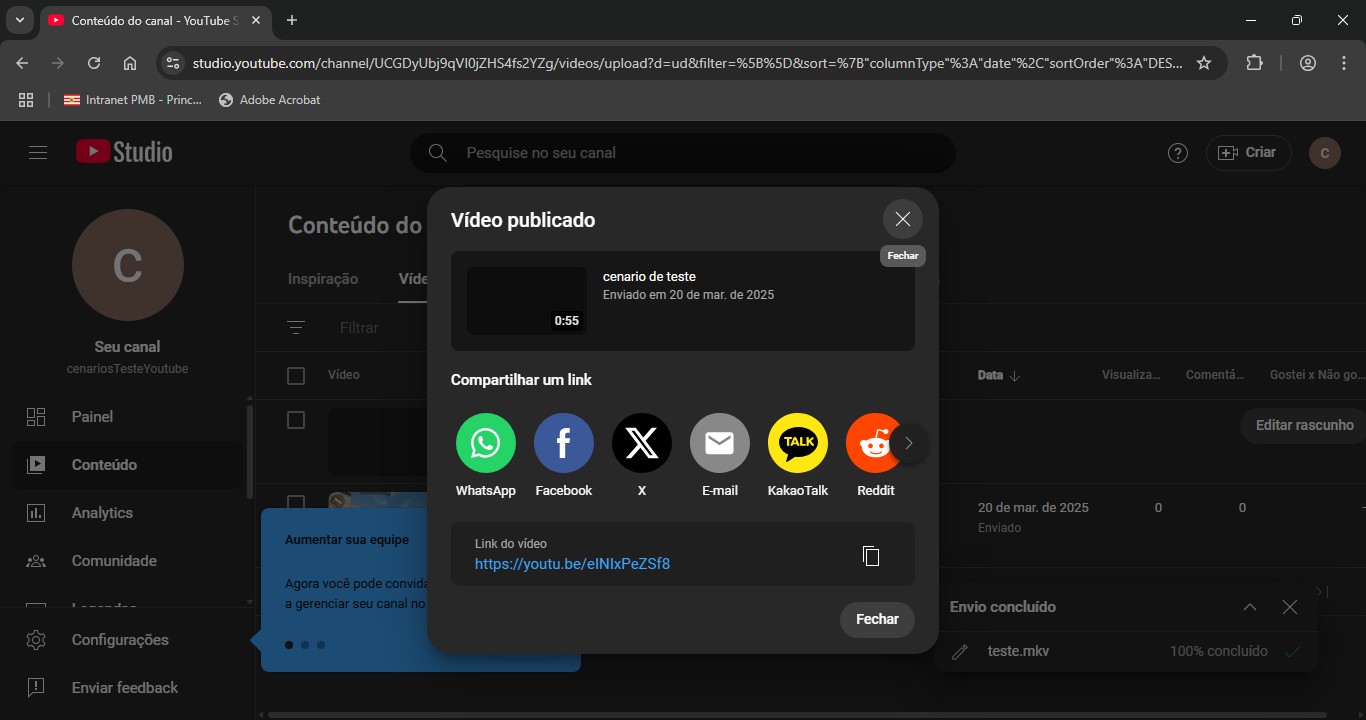 Conteúdo do canal - YouTube S
studio.youtube.com/channel/UCGDyUbj9qVl0jZHS4fs2YZg/videos/upload?d=ud&filter=%5B%5D&sort=%7B"columnType"%3A"date"%2C"sortOrder"%3A"DES...
Intranet PMB - Princ...
Adobe Acrobat
Studio
Pesquise no seu canal
Criar
C
C
Seu canal
cenariosTesteYoutube
Painel
Conteúdo
Analytics
Comunidade
Legendas
Configurações
Enviar feedback
Conteúdo do
Inspiração
Víde
Filtrar
Vídeo
Data
Visualiza...
Comentá...
Gostei x Não go...
Editar rascunho
20 de mar. de 2025
0
0
Enviado
Aumentar sua equipe
Agora você pode convida
a gerenciar seu canal no
Vídeo publicado
Fechar
0:55
cenario de teste
Enviado em 20 de mar. de 2025
Compartilhar um link
TALK
WhatsApp
Facebook
X
E-mail
KakaoTalk
Reddit
Link do vídeo
https://youtu.be/elNlxPeZSf8
Fechar
Envio concluído
teste.mkv
100% concluído